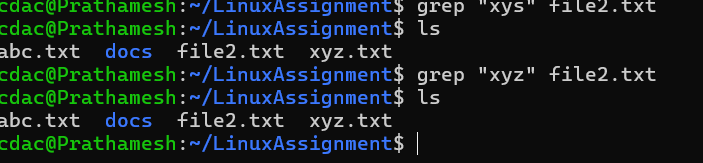 cdac@Prathamesh:~/LinuxAssignment$ grep "xys" file2.txt
cdac@Prathamesh:~/LinuxAssignment$ ls
abc.txt  docs  file2.txt  xyz.txt
cdac@Prathamesh:~/LinuxAssignment$ grep "xyz" file2.txt
cdac@Prathamesh:~/LinuxAssignment$ ls
abc.txt  docs  file2.txt  xyz.txt
cdac@Prathamesh:~/LinuxAssignment$